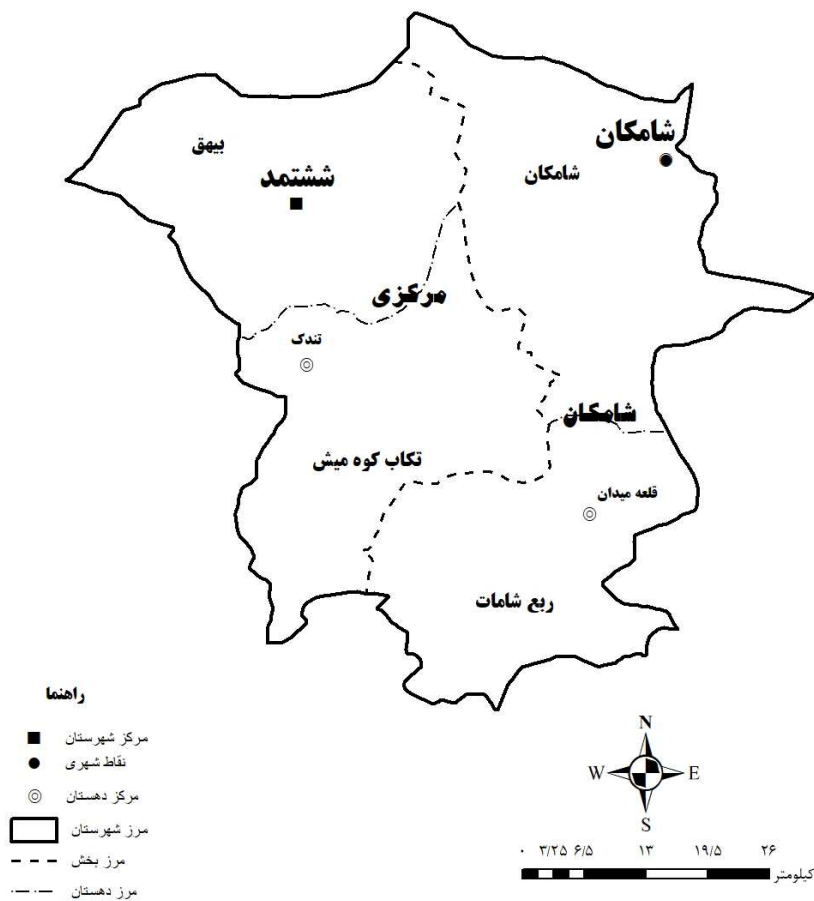 شامکان
بیهق
ششتمد
شامکان
مرکزی
تندک
شامکان
تکاب کوه میش
قلعه میدان
ربع شامات
راهنما
مرکز شهرستان
نقاط شهری
مرکز دهستان
مرز شهرستان
مرز بخش
مرز دهستان
N
W E
S
۰ ۳/۲۵ ۶/۵ ۱۳ ۱۹/۵ ۲۶
کیلومتر